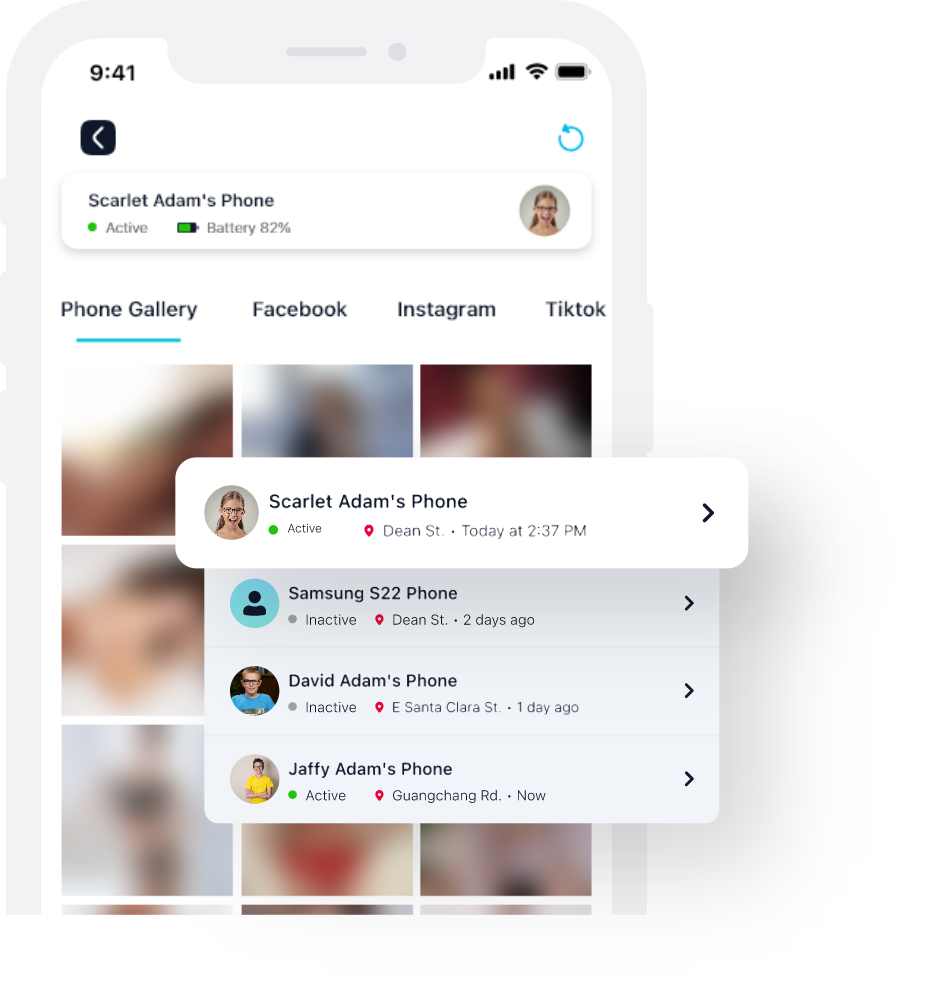 9:41
Scarlet Adam's Phone
Active Battery 82%
Phone Gallery Facebook Instagram Tiktok
Scarlet Adam's Phone
Active Dean St. • Today at 2:37 PM
Samsung S22 Phone
Inactive Dean St. • 2 days ago
David Adam's Phone
Inactive E Santa Clara St. • 1 day ago
Jaffy Adam's Phone
Active Guangchang Rd. • Now